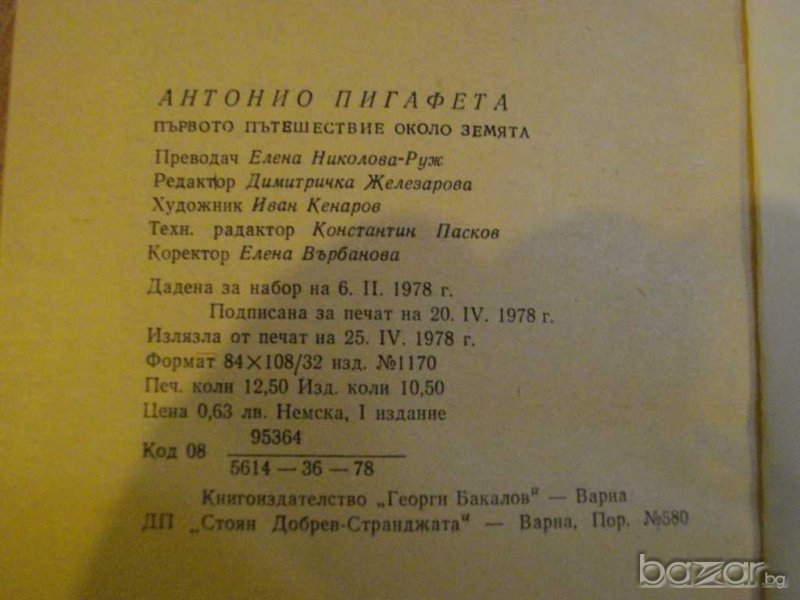 АНТОНИО ПИГАФЕТА
ПЪРВОТО ПЪТЕШЕСТВИЕ ОКОЛО ЗЕМЯТА
Преводач Елена Николова-Руж
Редактор Димитричка Железарова
Художник Иван Кенаров
Техн. радактор Константин Пасков
Коректор Елена Върбанова
Дадена за набор на 6. II. 1978 г.
Подписана за печат на 20. IV. 1978 г.
Излязла от печат на 25. IV. 1978 г.
Формат 84×108/32 изд. №1170
Печ. коли 12,50 Изд. коли 10,50
Цена 0,63 лв. Немска, I издание
Код 08 95364
5614 — 36 — 78
Книгоиздателство „Георги Бакалов" — Варна
ДП „Стоян Добрев-Странджата" — Варна, Пор. №580
bazar.bg